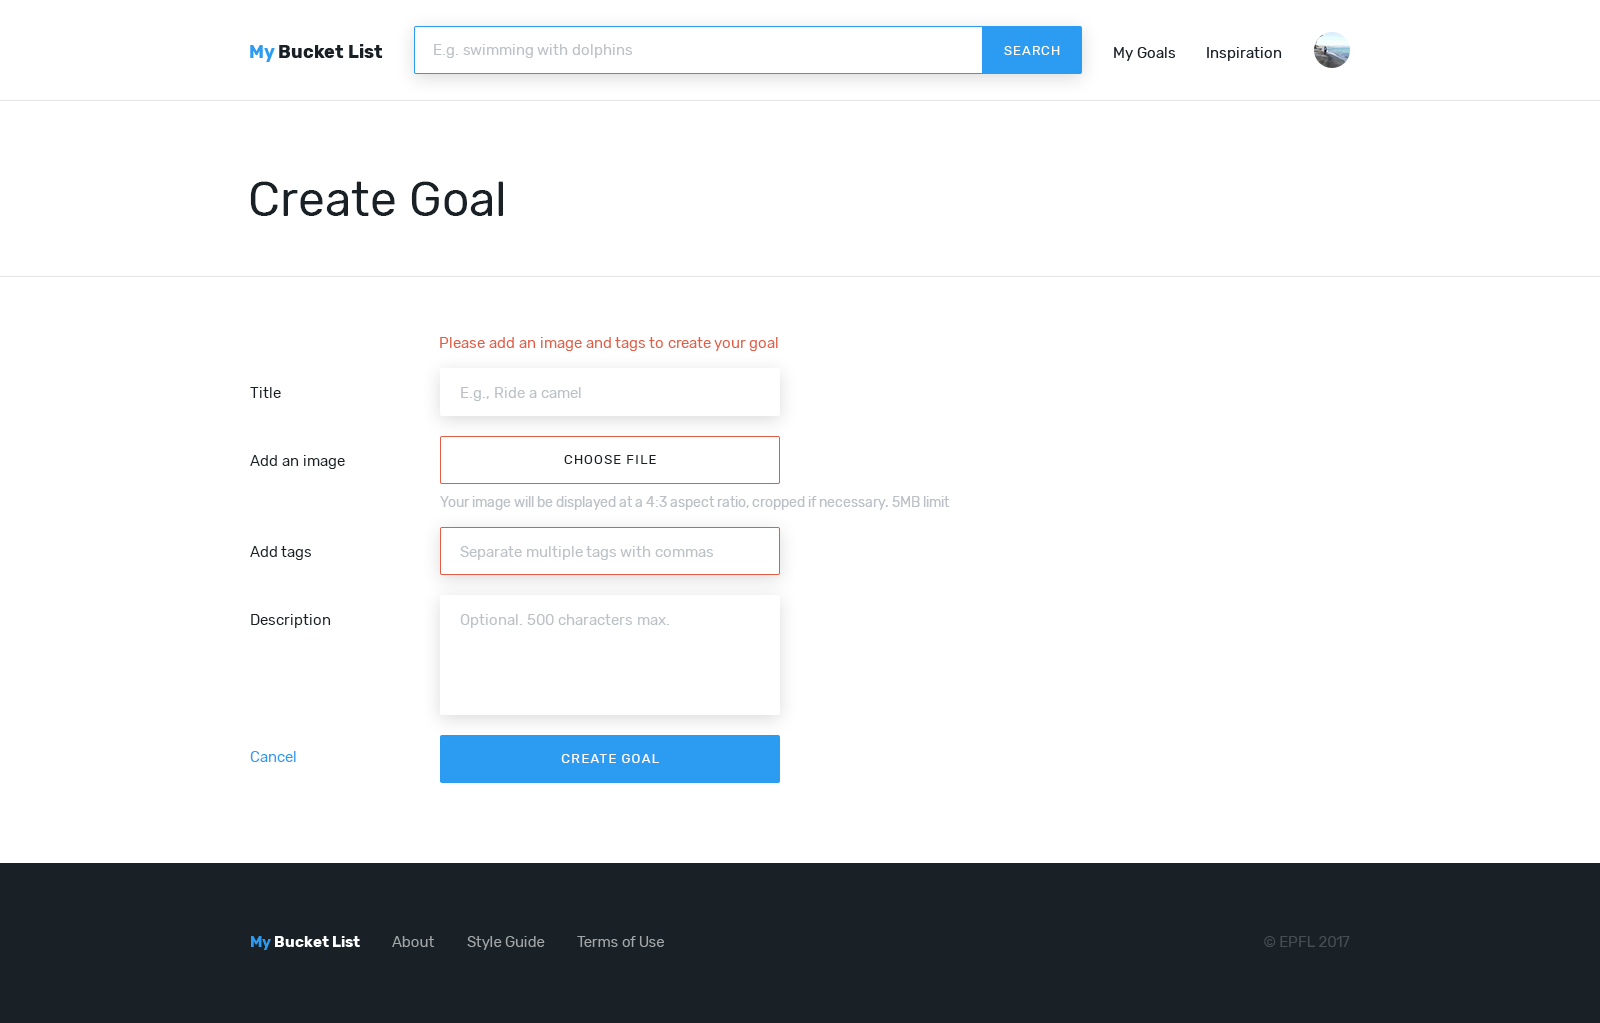 My Bucket List
E.g. swimming with dolphins
SEARCH
My Goals
Inspiration
Create Goal
Please add an image and tags to create your goal
Title
E.g., Ride a camel
Add an image
CHOOSE FILE
Your image will be displayed at a 4:3 aspect ratio, cropped if necessary. 5MB limit
Add tags
Separate multiple tags with commas
Description
Optional. 500 characters max.
Cancel
CREATE GOAL
My Bucket List
About
Style Guide
Terms of Use
© EPFL 2017